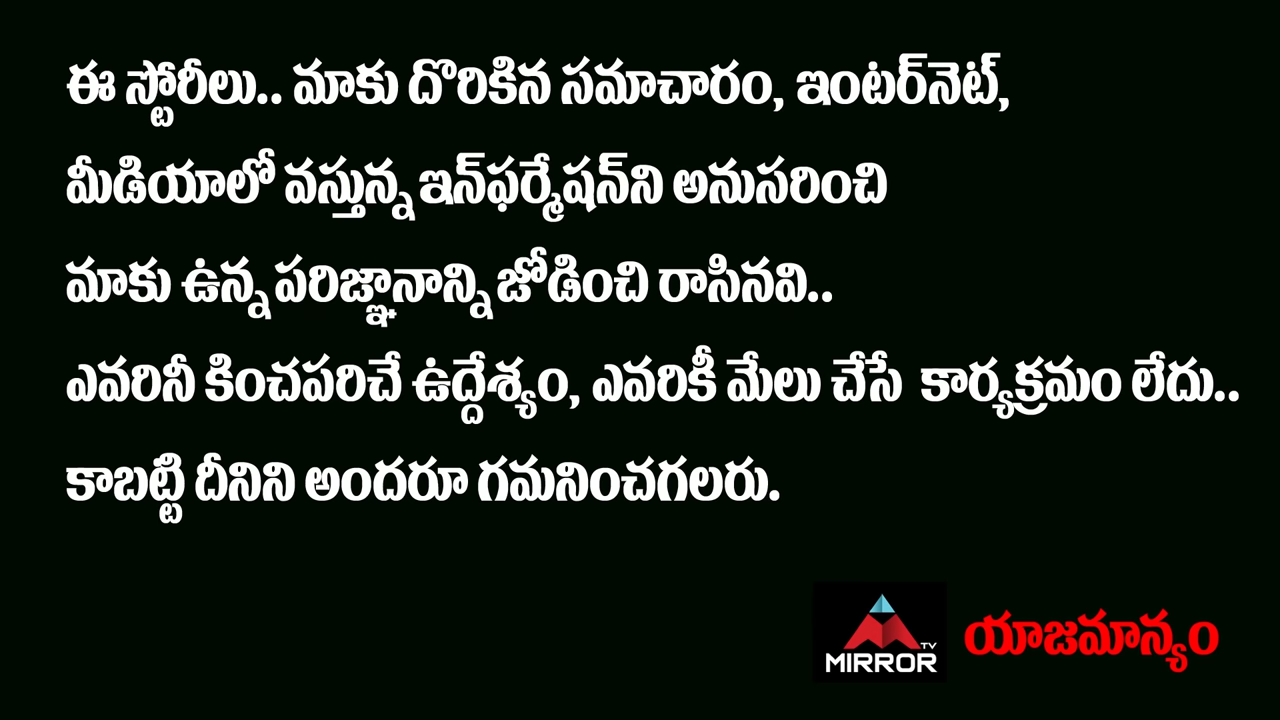 ఈ స్టోరీలు.. మాకు దొరికిన సమాచారం, ఇంటర్‌నెట్,
మీడియాలో వస్తున్న ఇన్‌ఫర్మేషన్‌ని అనుసరించి
మాకు ఉన్న పరిజ్ఞానాన్ని జోడించి రాసినవి..
ఎవరినీ కించపరిచే ఉద్దేశ్యం, ఎవరికీ మేలు చేసే కార్యక్రమం లేదు..
కాబట్టి దీనిని అందరూ గమనించగలరు.
TV
MIRROR
యాజమాన్యం